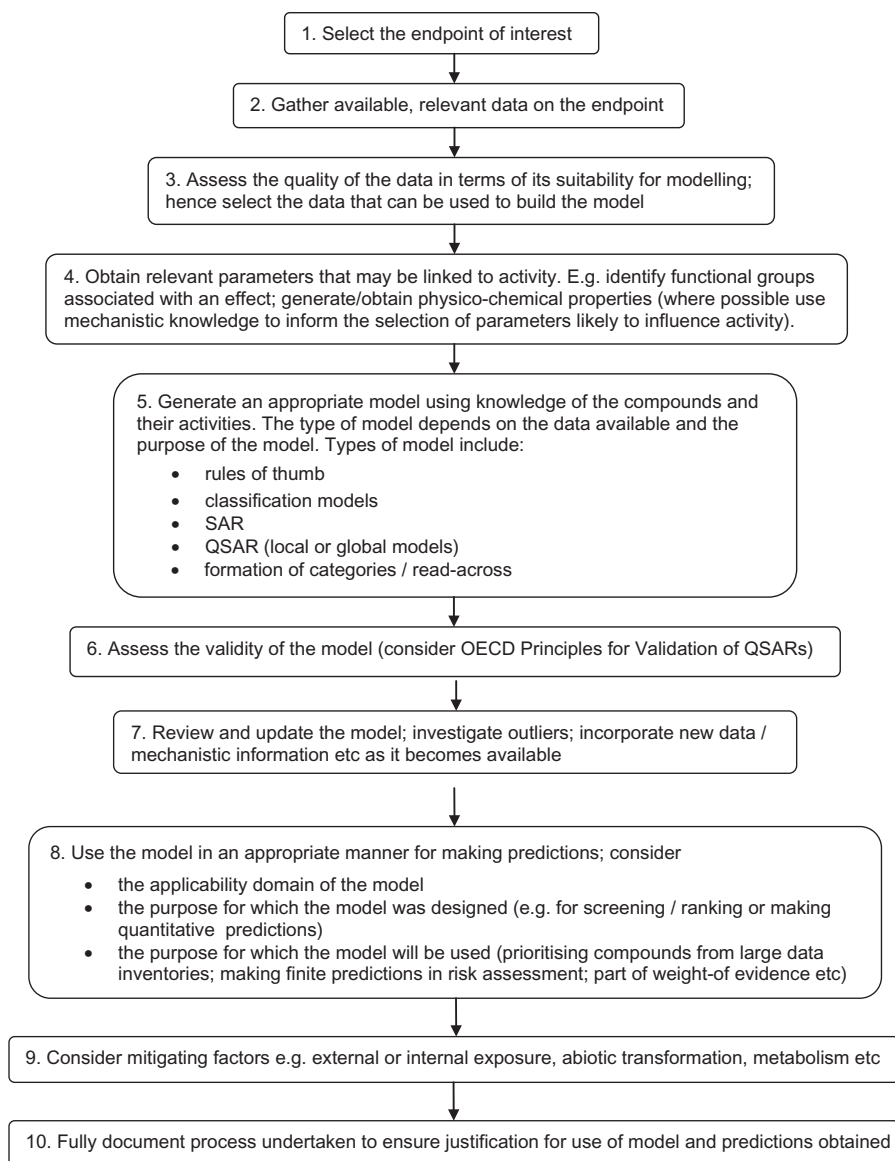 1. Select the endpoint of interest
2. Gather available, relevant data on the endpoint
3. Assess the quality of the data in terms of its suitability for modelling;
hence select the data that can be used to build the model
4. Obtain relevant parameters that may be linked to activity. E.g. identify functional groups
associated with an effect; generate/obtain physico-chemical properties (where possible use
mechanistic knowledge to inform the selection of parameters likely to influence activity).
5. Generate an appropriate model using knowledge of the compounds and
their activities. The type of model depends on the data available and the
purpose of the model. Types of model include:
• rules of thumb
• classification models
• SAR
• QSAR (local or global models)
• formation of categories / read-across
6. Assess the validity of the model (consider OECD Principles for Validation of QSARs)
7. Review and update the model; investigate outliers; incorporate new data /
mechanistic information etc as it becomes available
8. Use the model in an appropriate manner for making predictions; consider
• the applicability domain of the model
• the purpose for which the model was designed (e.g. for screening / ranking or making
quantitative predictions)
• the purpose for which the model will be used (prioritising compounds from large data
inventories; making finite predictions in risk assessment; part of weight-of evidence etc)
9. Consider mitigating factors e.g. external or internal exposure, abiotic transformation, metabolism etc
10. Fully document process undertaken to ensure justification for use of model and predictions obtained